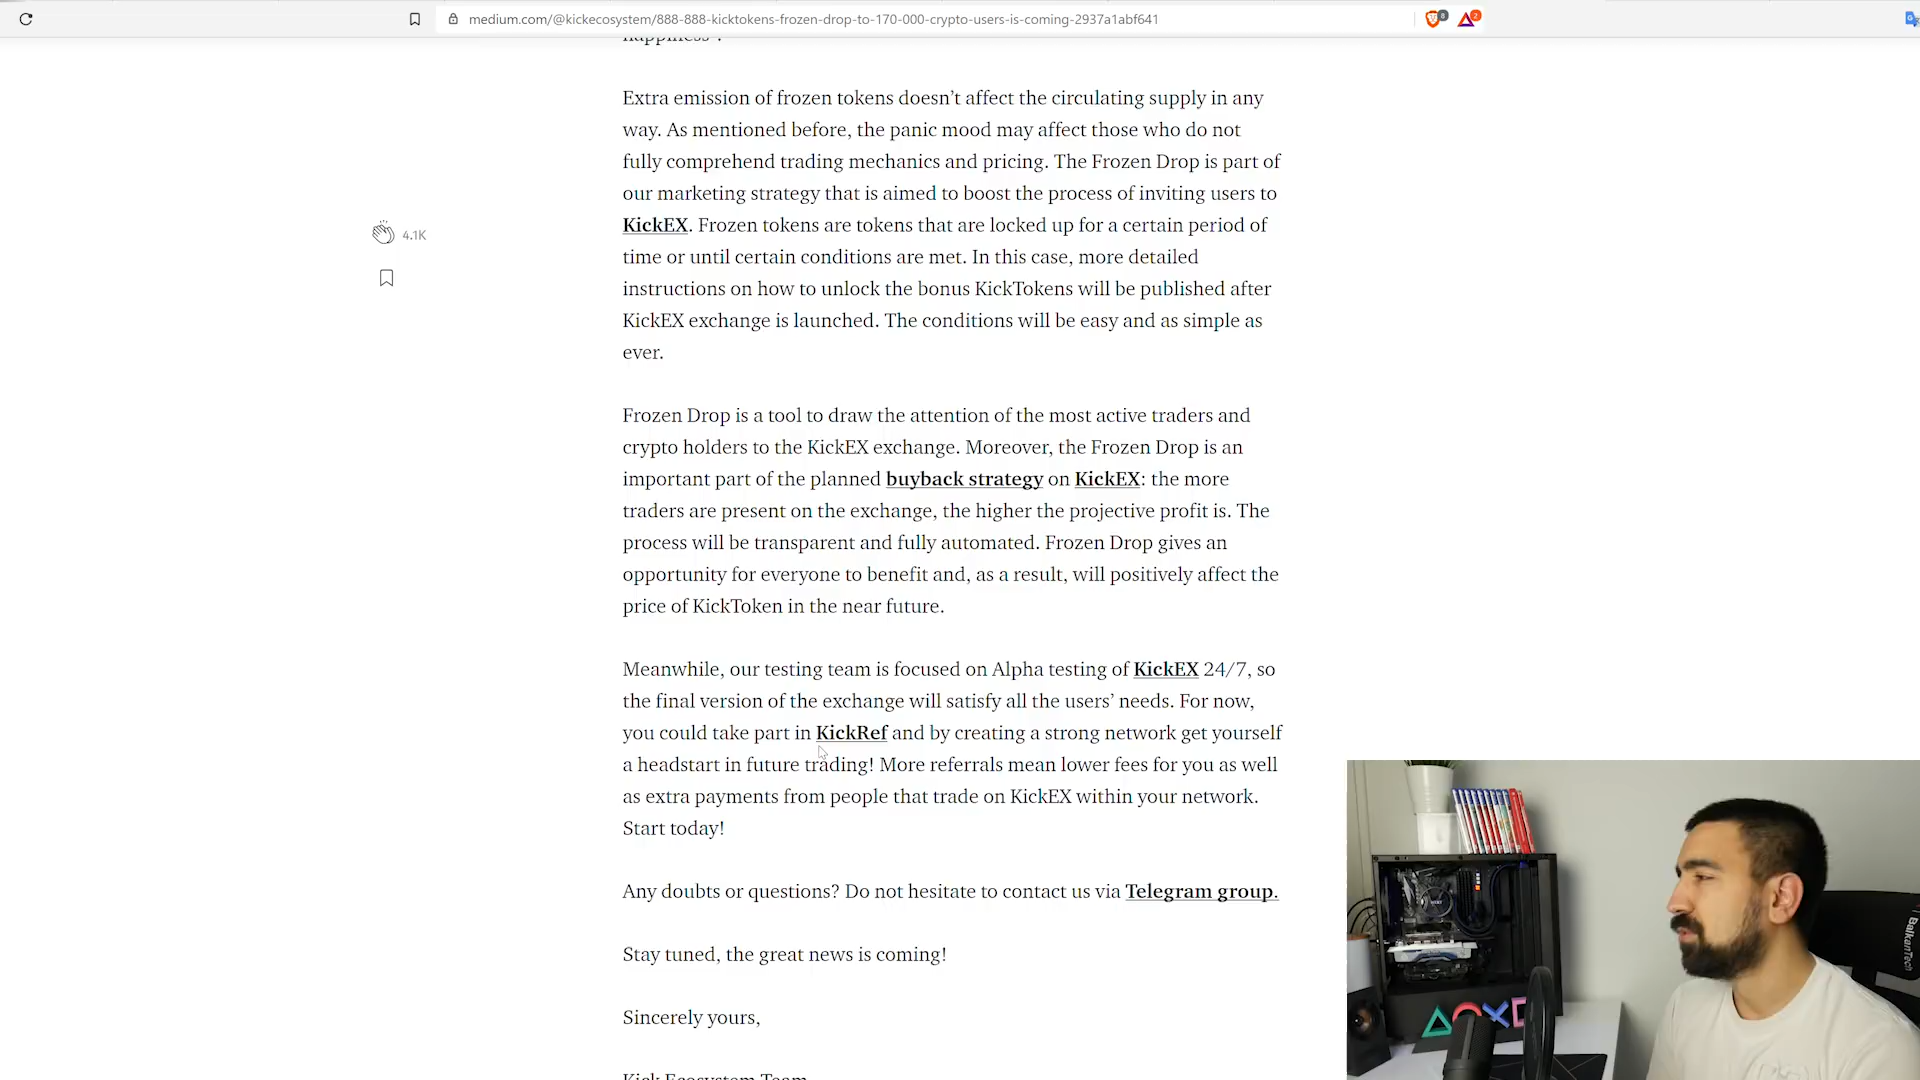 medium.com/@kickecosystem/888-888-kicktokens-frozen-drop-to-170-000-crypto-users-is-coming-2937a1abf641
8
2
happiness".
Extra emission of frozen tokens doesn’t affect the circulating supply in any
way. As mentioned before, the panic mood may affect those who do not
fully comprehend trading mechanics and pricing. The Frozen Drop is part of
our marketing strategy that is aimed to boost the process of inviting users to
KickEX. Frozen tokens are tokens that are locked up for a certain period of
time or until certain conditions are met. In this case, more detailed
instructions on how to unlock the bonus KickTokens will be published after
KickEX exchange is launched. The conditions will be easy and as simple as
ever.
4.1K
Frozen Drop is a tool to draw the attention of the most active traders and
crypto holders to the KickEX exchange. Moreover, the Frozen Drop is an
important part of the planned buyback strategy on KickEX: the more
traders are present on the exchange, the higher the projective profit is. The
process will be transparent and fully automated. Frozen Drop gives an
opportunity for everyone to benefit and, as a result, will positively affect the
price of KickToken in the near future.
Meanwhile, our testing team is focused on Alpha testing of KickEX 24/7, so
the final version of the exchange will satisfy all the users’ needs. For now,
you could take part in KickRef and by creating a strong network get yourself
a headstart in future trading! More referrals mean lower fees for you as well
as extra payments from people that trade on KickEX within your network.
Start today!
Any doubts or questions? Do not hesitate to contact us via Telegram group.
Stay tuned, the great news is coming!
Sincerely yours,
Kick Ecosystem Team
BalkanTech